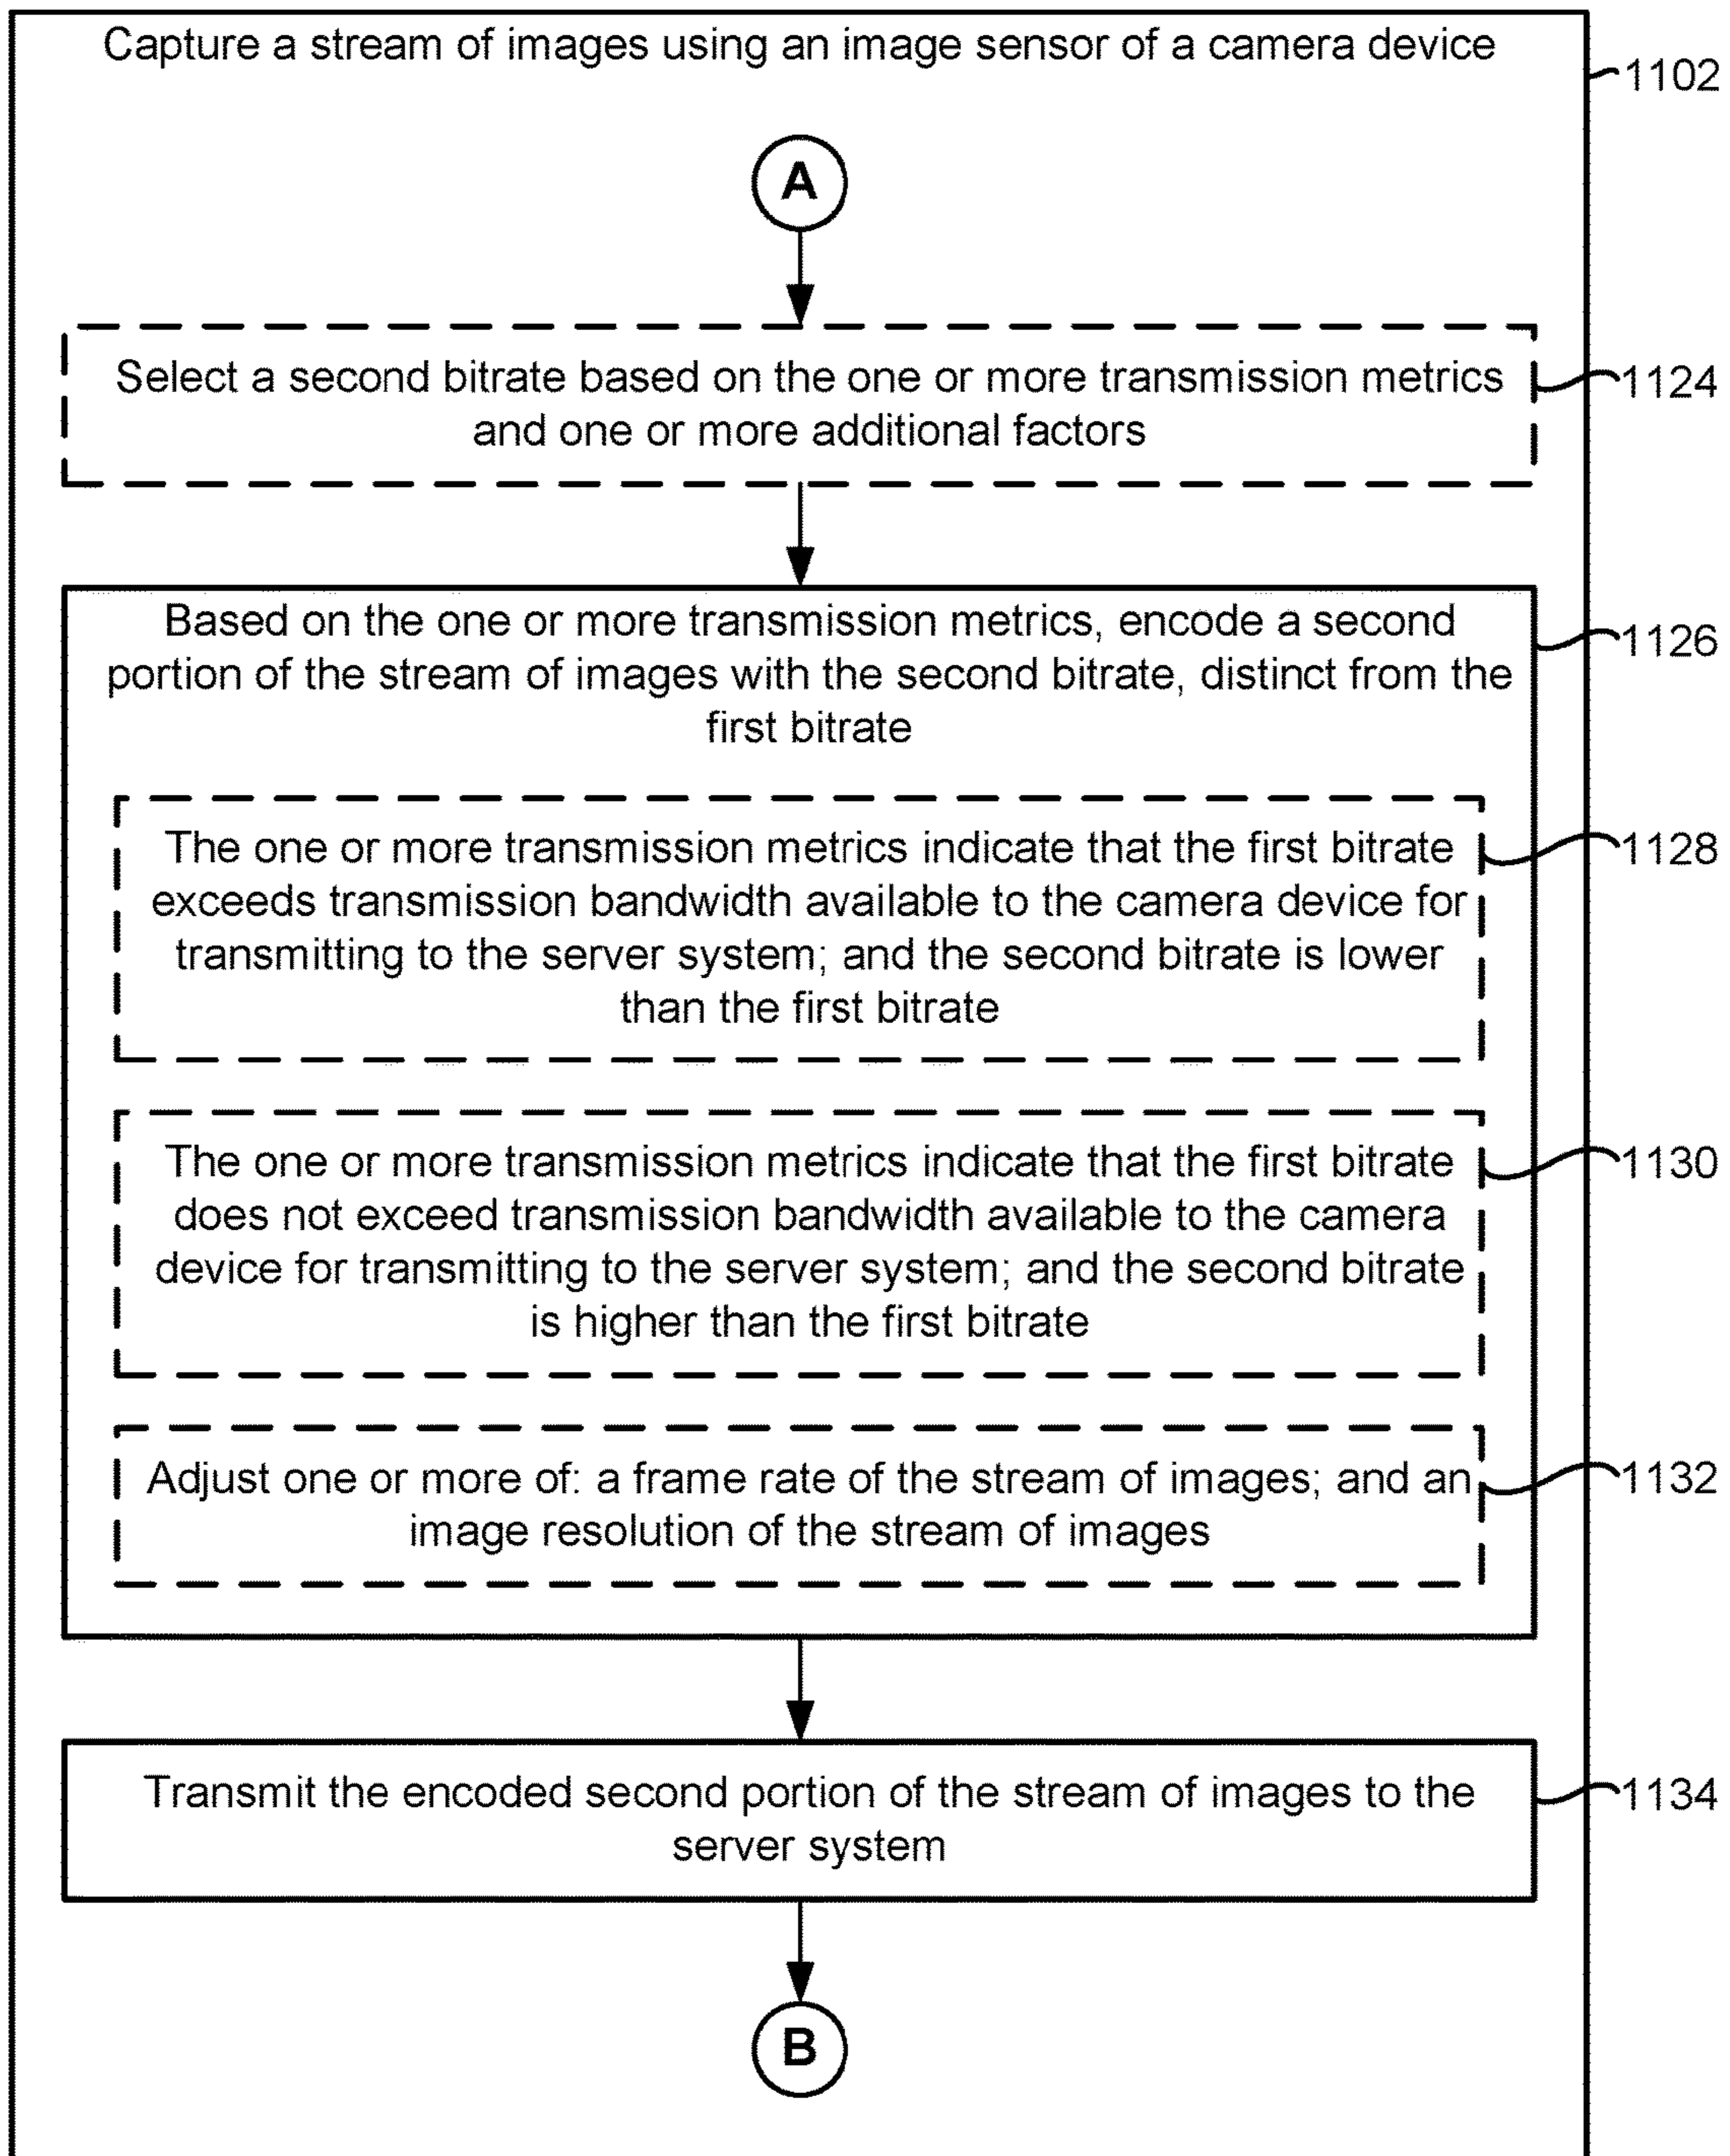 Capture a stream of images using an image sensor of a camera device
1102
A
Select a second bitrate based on the one or more transmission metrics
and one or more additional factors
1124
Based on the one or more transmission metrics, encode a second
portion of the stream of images with the second bitrate, distinct from the
first bitrate
1126
The one or more transmission metrics indicate that the first bitrate
exceeds transmission bandwidth available to the camera device for
transmitting to the server system; and the second bitrate is lower
than the first bitrate
1128
The one or more transmission metrics indicate that the first bitrate
does not exceed transmission bandwidth available to the camera
device for transmitting to the server system; and the second bitrate
is higher than the first bitrate
1130
Adjust one or more of: a frame rate of the stream of images; and an
image resolution of the stream of images
1132
Transmit the encoded second portion of the stream of images to the
server system
1134
B